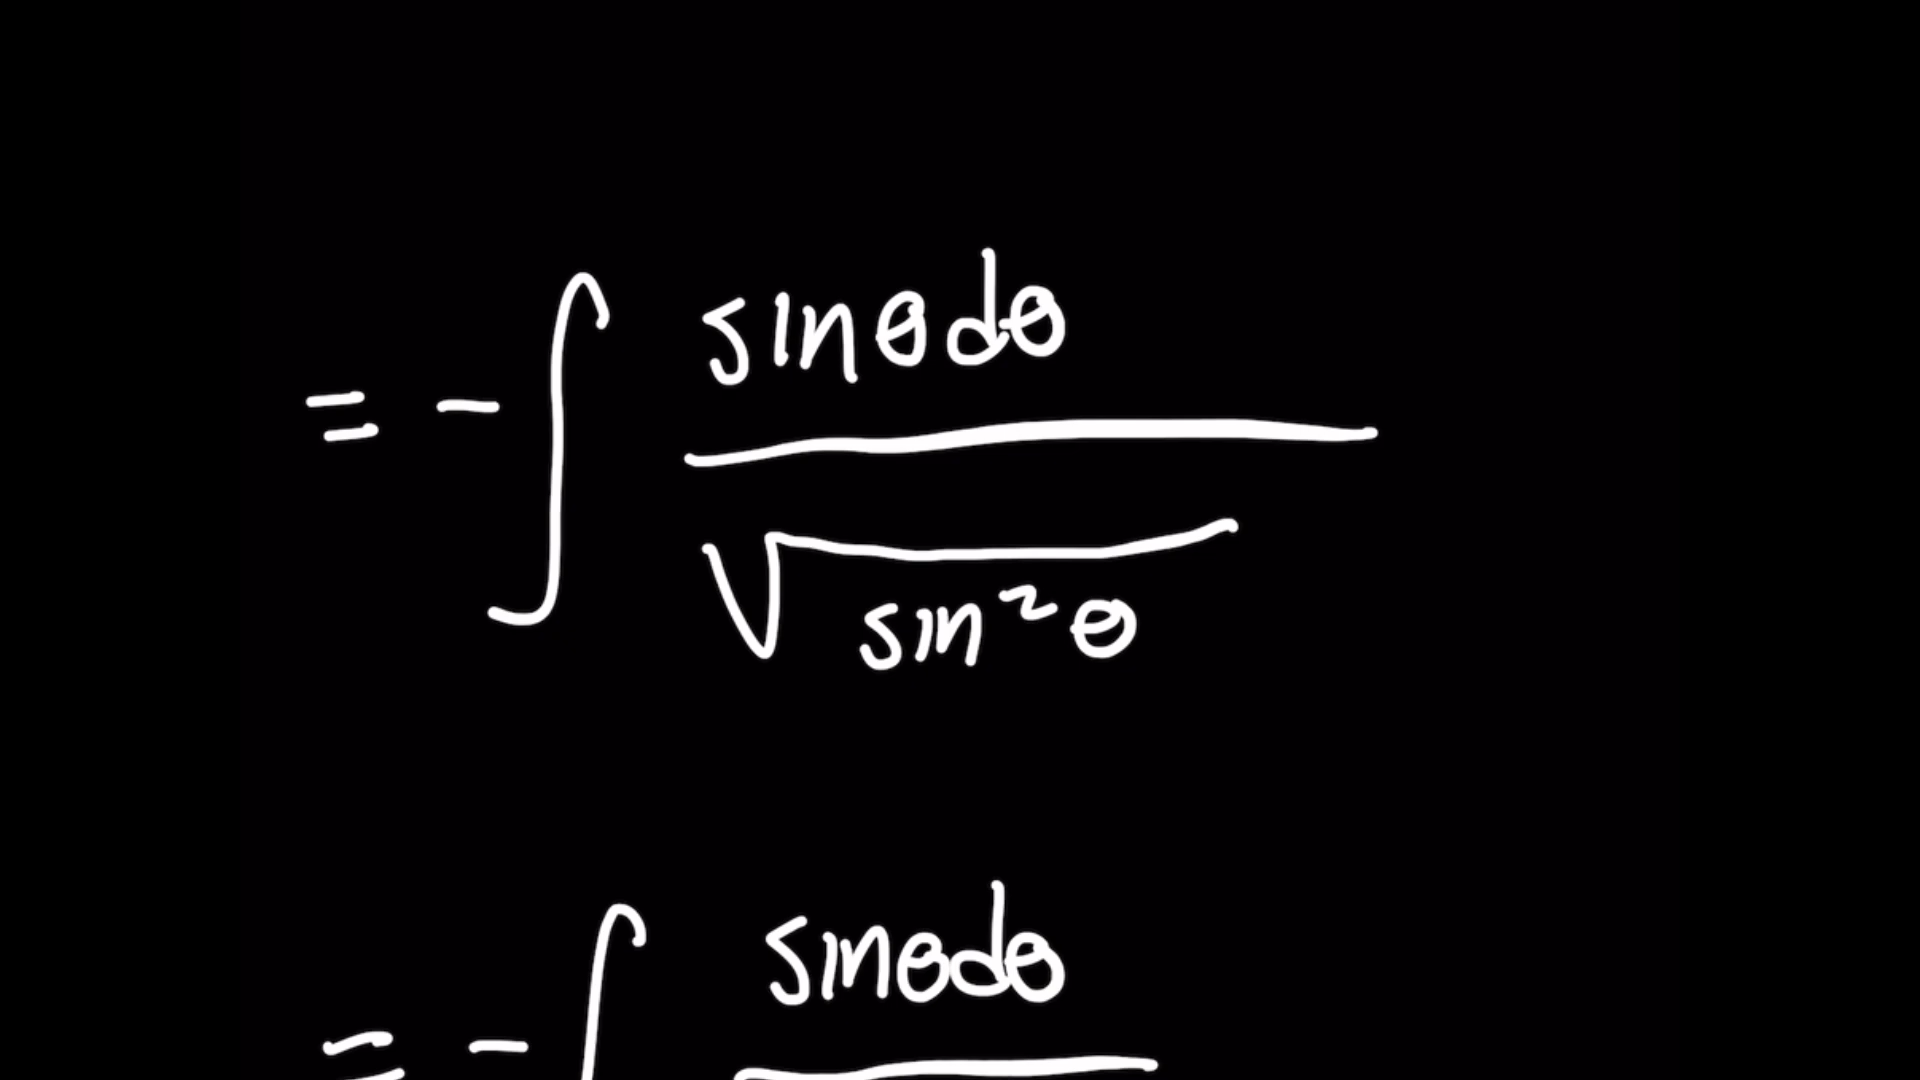 = - ∫ sinθdθ / √sin²θ
= - ∫ sinθdθ